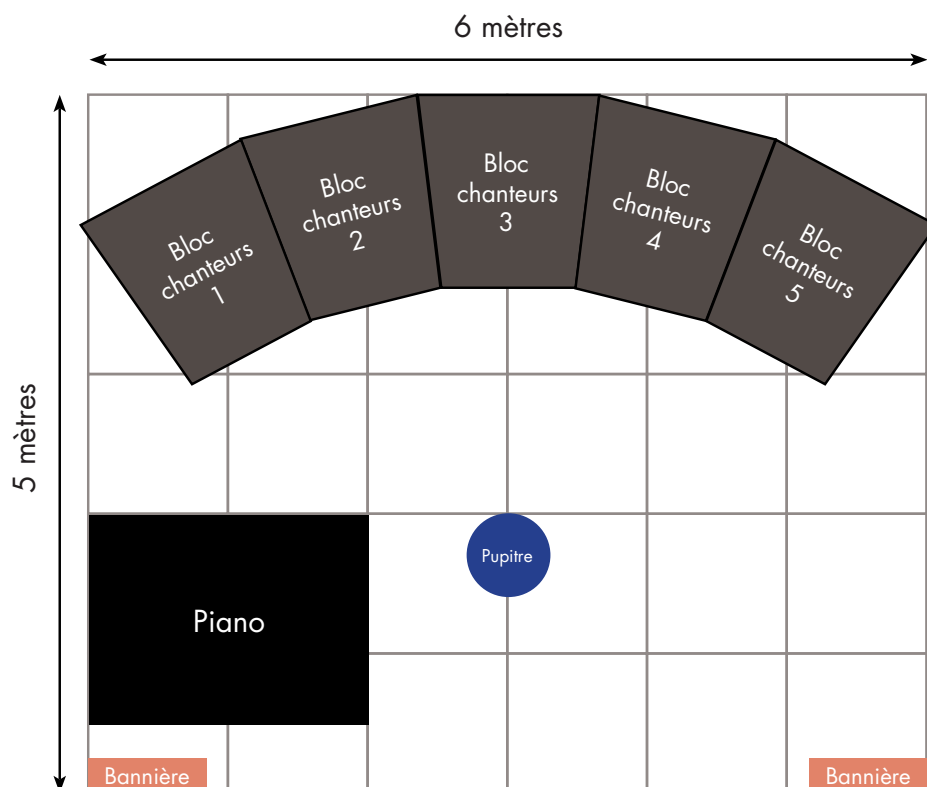 6 mètres
5 mètres
Bloc
chanteurs
1
Bloc
chanteurs
2
Bloc
chanteurs
3
Bloc
chanteurs
4
Bloc
chanteurs
5
Pupitre
Piano
Bannière
Bannière